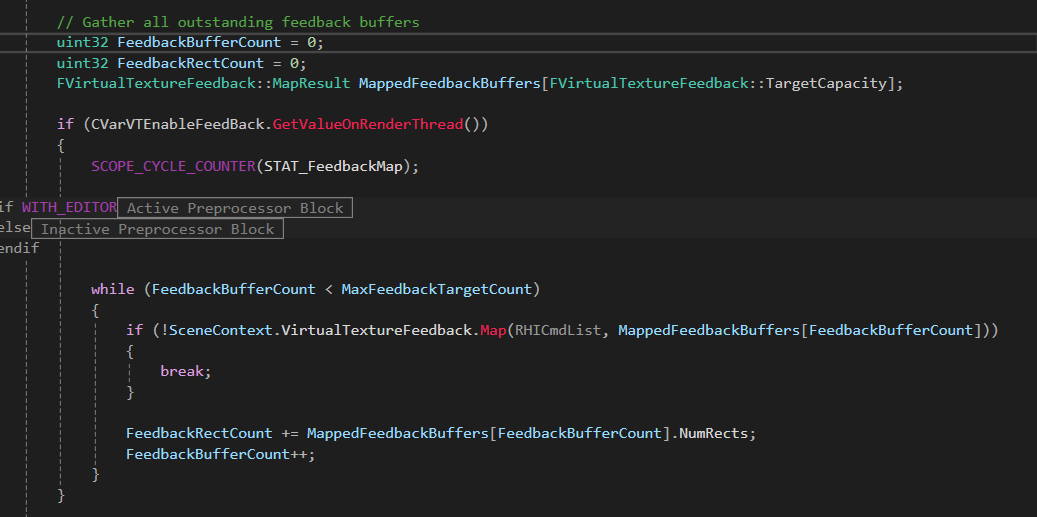 // Gather all outstanding feedback buffers
uint32 FeedbackBufferCount = 0;
uint32 FeedbackRectCount = 0;
FVirtualTextureFeedback::MapResult MappedFeedbackBuffers[FVirtualTextureFeedback::TargetCapacity];
if (CVarVTEnableFeedBack.GetValueOnRenderThread())
{
SCOPE_CYCLE_COUNTER(STAT_FeedbackMap);
if WITH_EDITOR Active Preprocessor Block
else Inactive Preprocessor Block
endif
while (FeedbackBufferCount < MaxFeedbackTargetCount)
{
if (!SceneContext.VirtualTextureFeedback.Map(RHICmdList, MappedFeedbackBuffers[FeedbackBufferCount]))
{
break;
}
FeedbackRectCount += MappedFeedbackBuffers[FeedbackBufferCount].NumRects;
FeedbackBufferCount++;
}
}